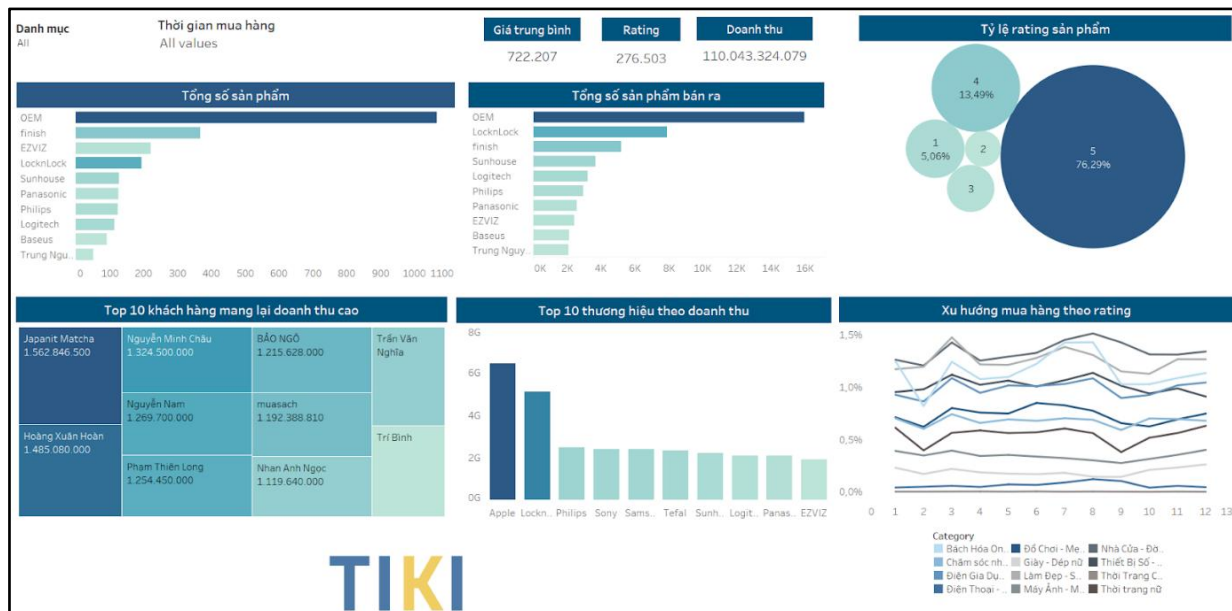 Danh mục
All
Thời gian mua hàng
All values
Giá trung bình
722.207
Rating
276.503
Doanh thu
110.043.324.079
Tỷ lệ rating sản phẩm
4
13,49%
1
5,06%
2
3
5
76,29%
Tổng số sản phẩm
OEM
finish
EZVIZ
LocknLock
Sunhouse
Panasonic
Philips
Logitech
Baseus
Trung Ngu..
0 100 200 300 400 500 600 700 800 900 1000 1100
Tổng số sản phẩm bán ra
OEM
LocknLock
finish
Sunhouse
Logitech
Philips
Panasonic
EZVIZ
Baseus
Trung Nguy..
0K 2K 4K 6K 8K 10K 12K 14K 16K
Top 10 khách hàng mang lại doanh thu cao
Japanit Matcha
1.562.846.500
Hoàng Xuân Hoàn
1.485.080.000
Nguyễn Minh Châu
1.324.500.000
Nguyễn Nam
1.269.700.000
Phạm Thiên Long
1.254.450.000
BẢO NGÔ
1.215.628.000
muasach
1.192.388.810
Nhan Anh Ngoc
1.119.640.000
Trần Văn
Nghĩa
Trí Bình
Top 10 thương hiệu theo doanh thu
8G
6G
4G
2G
0G
Apple Lockn.. Philips Sony Sams.. Tefal Sunh.. Logit.. Panas.. EZVIZ
Xu hướng mua hàng theo rating
1,5%
1,0%
0,5%
0,0%
0 1 2 3 4 5 6 7 8 9 10 11 12 13
Category
Bách Hóa On.. Đồ Chơi - Mẹ.. Nhà Cửa - Đờ..
Chăm sóc nh.. Giày - Dép nữ Thiết Bị Số - ..
Điện Gia Dụ.. Làm Đẹp - S.. Thời Trang C..
Điện Thoại - .. Máy Ảnh - M.. Thời trang nữ
TIKI